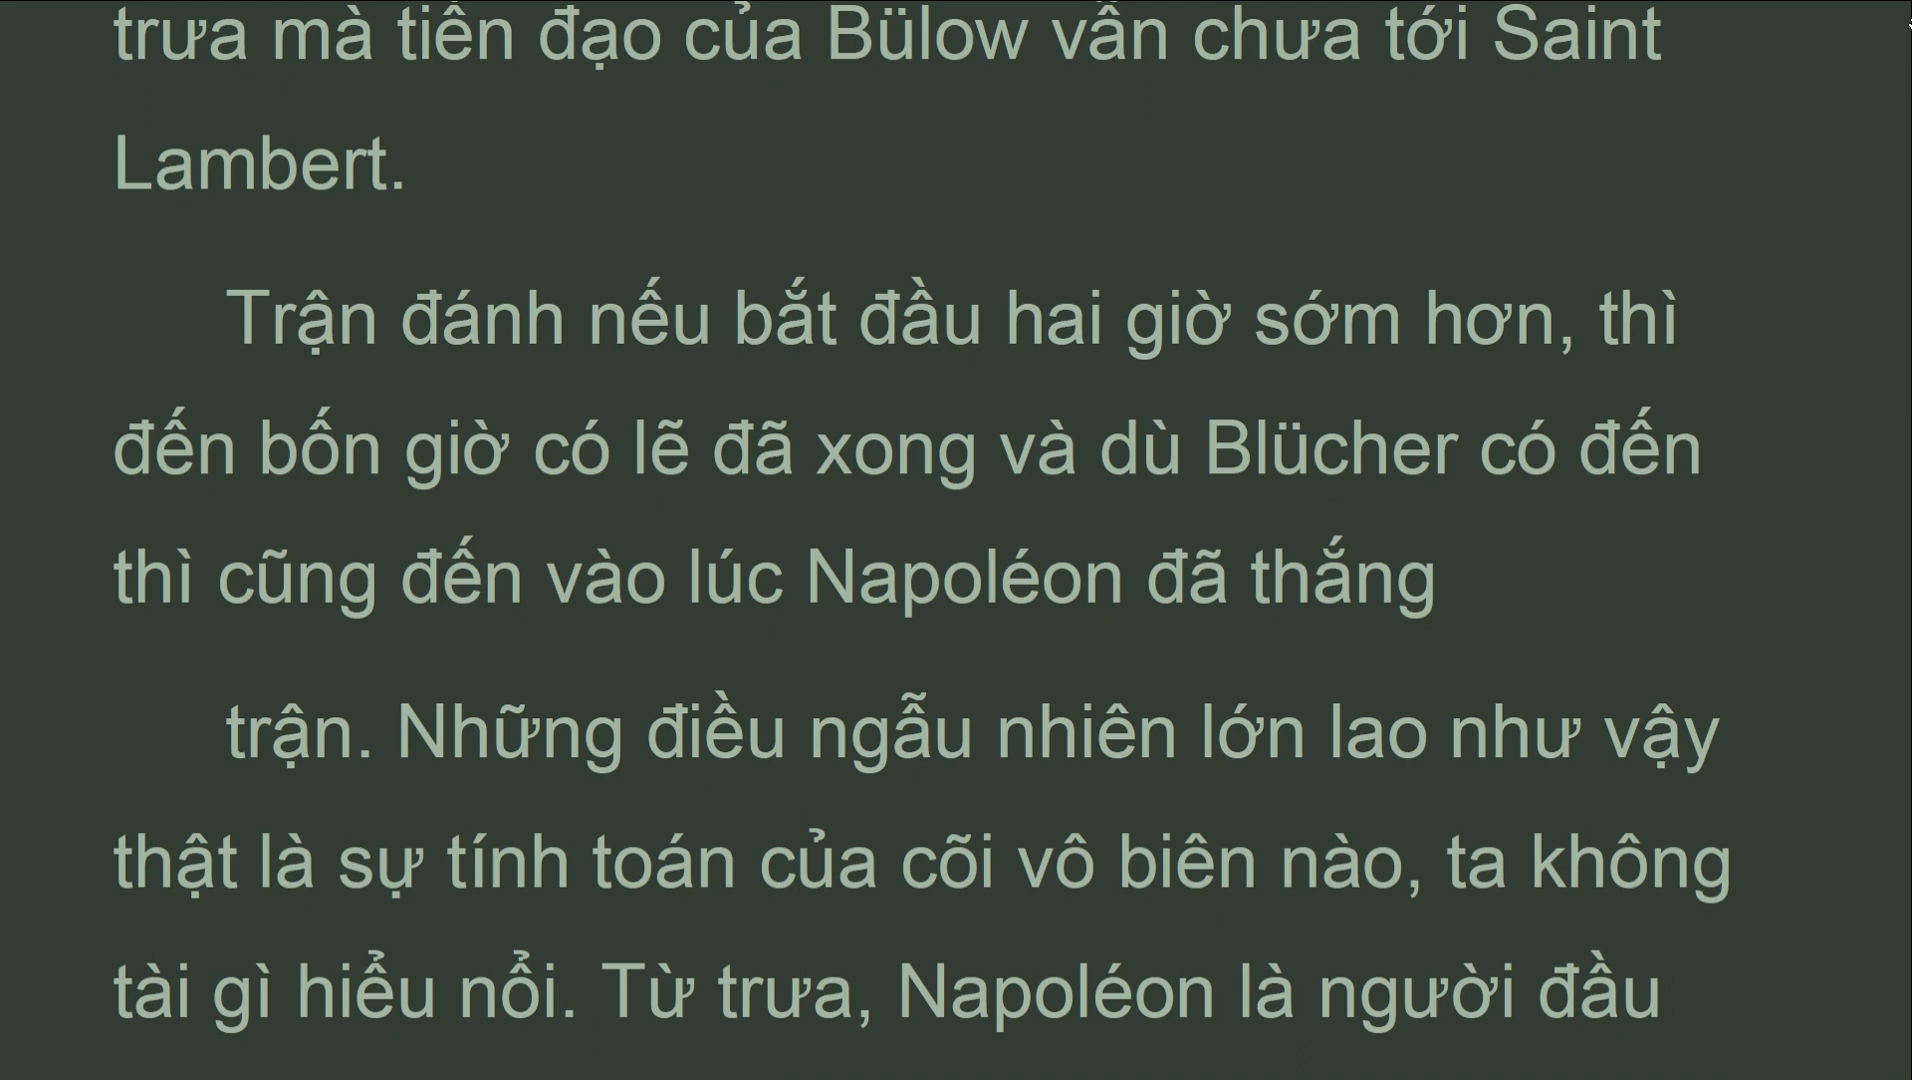 trưa mà tiền đạo của Bülow vẫn chưa tới Saint
Lambert.
Trận đánh nếu bắt đầu hai giờ sớm hơn, thì
đến bốn giờ có lẽ đã xong và dù Blücher có đến
thì cũng đến vào lúc Napoléon đã thắng
trận. Những điều ngẫu nhiên lớn lao như vậy
thật là sự tính toán của cõi vô biên nào, ta không
tài gì hiểu nổi. Từ trưa, Napoléon là người đầu